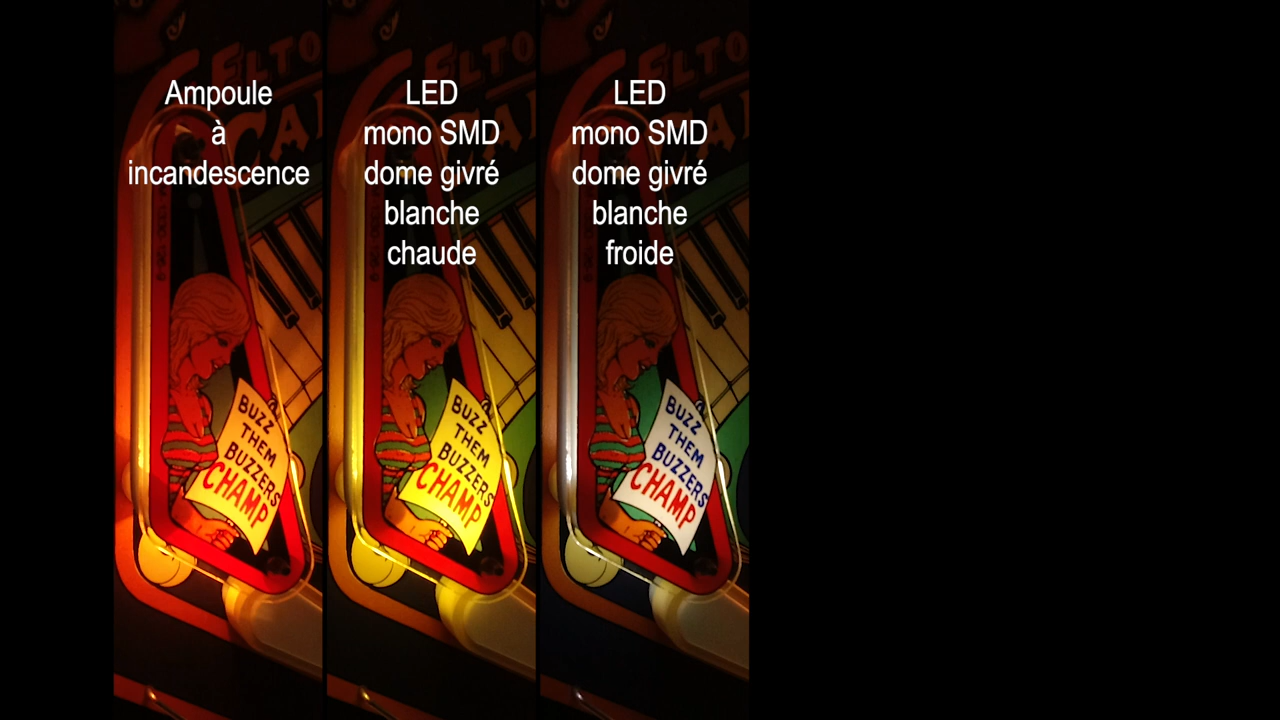 Ampoule
à
incandescence
LED
mono SMD
dome givré
blanche
chaude
LED
mono SMD
dome givré
blanche
froide
BUZZ
THEM
BUZZERS
CHAMP
BUZZ
THEM
BUZZERS
CHAMP
BUZZ
THEM
BUZZERS
CHAMP